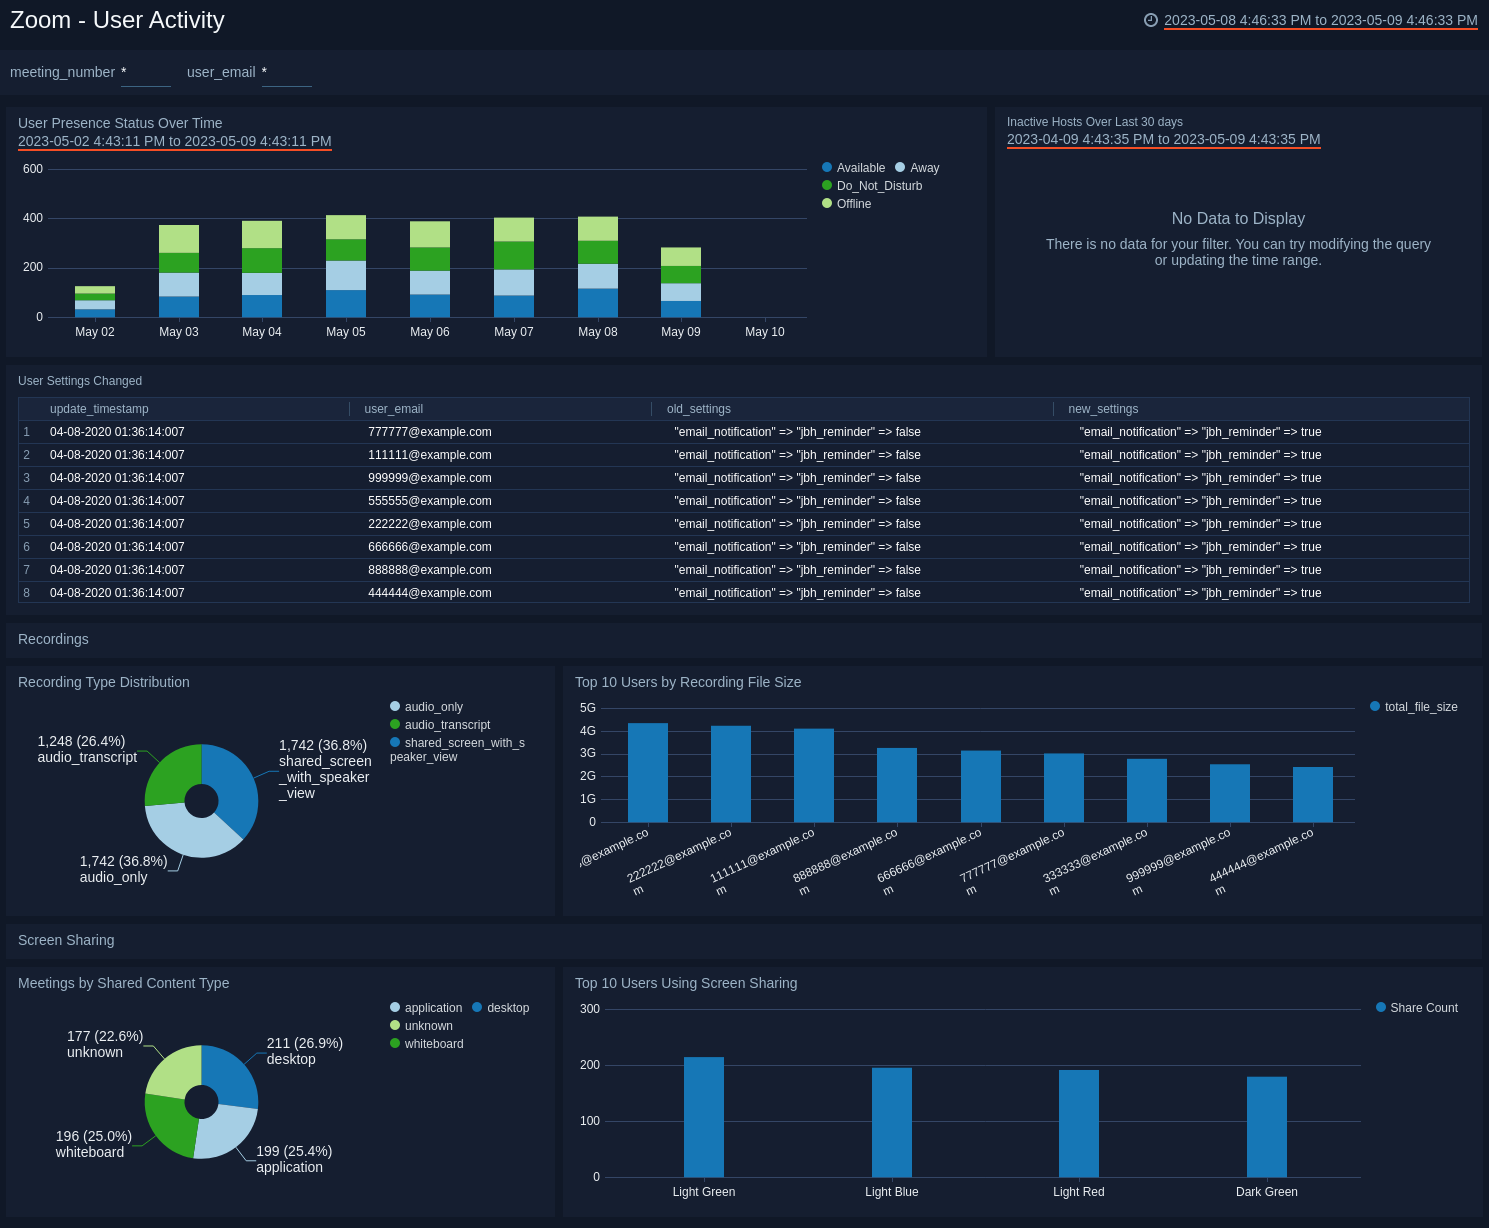 Zoom - User Activity
2023-05-08 4:46:33 PM to 2023-05-09 4:46:33 PM
meeting_number *
user_email *
User Presence Status Over Time
2023-05-02 4:43:11 PM to 2023-05-09 4:43:11 PM
600
400
200
0
May 02 May 03 May 04 May 05 May 06 May 07 May 08 May 09 May 10
Available Away
Do_Not_Disturb
Offline
Inactive Hosts Over Last 30 days
2023-04-09 4:43:35 PM to 2023-05-09 4:43:35 PM
No Data to Display
There is no data for your filter. You can try modifying the query
or updating the time range.
User Settings Changed
update_timestamp user_email old_settings new_settings
1 04-08-2020 01:36:14:007 777777@example.com "email_notification" => "jbh_reminder" => false "email_notification" => "jbh_reminder" => true
2 04-08-2020 01:36:14:007 111111@example.com "email_notification" => "jbh_reminder" => false "email_notification" => "jbh_reminder" => true
3 04-08-2020 01:36:14:007 999999@example.com "email_notification" => "jbh_reminder" => false "email_notification" => "jbh_reminder" => true
4 04-08-2020 01:36:14:007 555555@example.com "email_notification" => "jbh_reminder" => false "email_notification" => "jbh_reminder" => true
5 04-08-2020 01:36:14:007 222222@example.com "email_notification" => "jbh_reminder" => false "email_notification" => "jbh_reminder" => true
6 04-08-2020 01:36:14:007 666666@example.com "email_notification" => "jbh_reminder" => false "email_notification" => "jbh_reminder" => true
7 04-08-2020 01:36:14:007 888888@example.com "email_notification" => "jbh_reminder" => false "email_notification" => "jbh_reminder" => true
8 04-08-2020 01:36:14:007 444444@example.com "email_notification" => "jbh_reminder" => false "email_notification" => "jbh_reminder" => true
Recordings
Recording Type Distribution
1,248 (26.4%)
audio_transcript
1,742 (36.8%)
shared_screen
_with_speaker
_view
1,742 (36.8%)
audio_only
audio_only
audio_transcript
shared_screen_with_s
peaker_view
Top 10 Users by Recording File Size
5G
4G
3G
2G
1G
0
@example.co
222222@example.co
m
111111@example.co
m
888888@example.co
m
666666@example.co
m
777777@example.co
m
333333@example.co
m
999999@example.co
m
444444@example.co
m
total_file_size
Screen Sharing
Meetings by Shared Content Type
177 (22.6%)
unknown
211 (26.9%)
desktop
196 (25.0%)
whiteboard
199 (25.4%)
application
application desktop
unknown
whiteboard
Top 10 Users Using Screen Sharing
300
200
100
0
Light Green Light Blue Light Red Dark Green
Share Count